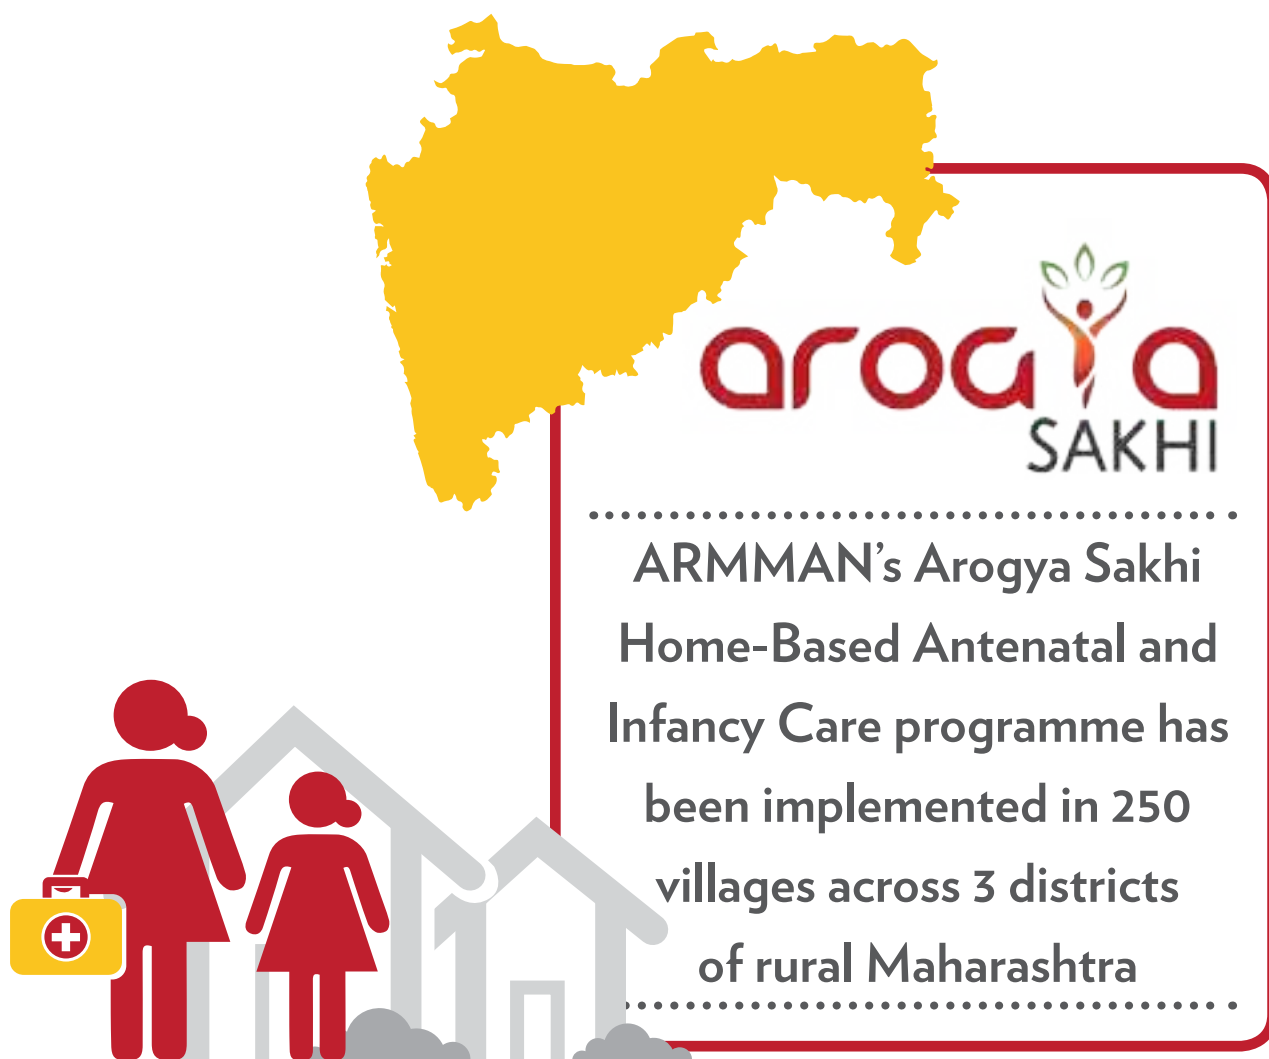 arogya
SAKHI
ARMMAN's Arogya Sakhi
Home-Based Antenatal and
Infancy Care programme has
been implemented in 250
villages across 3 districts
of rural Maharashtra